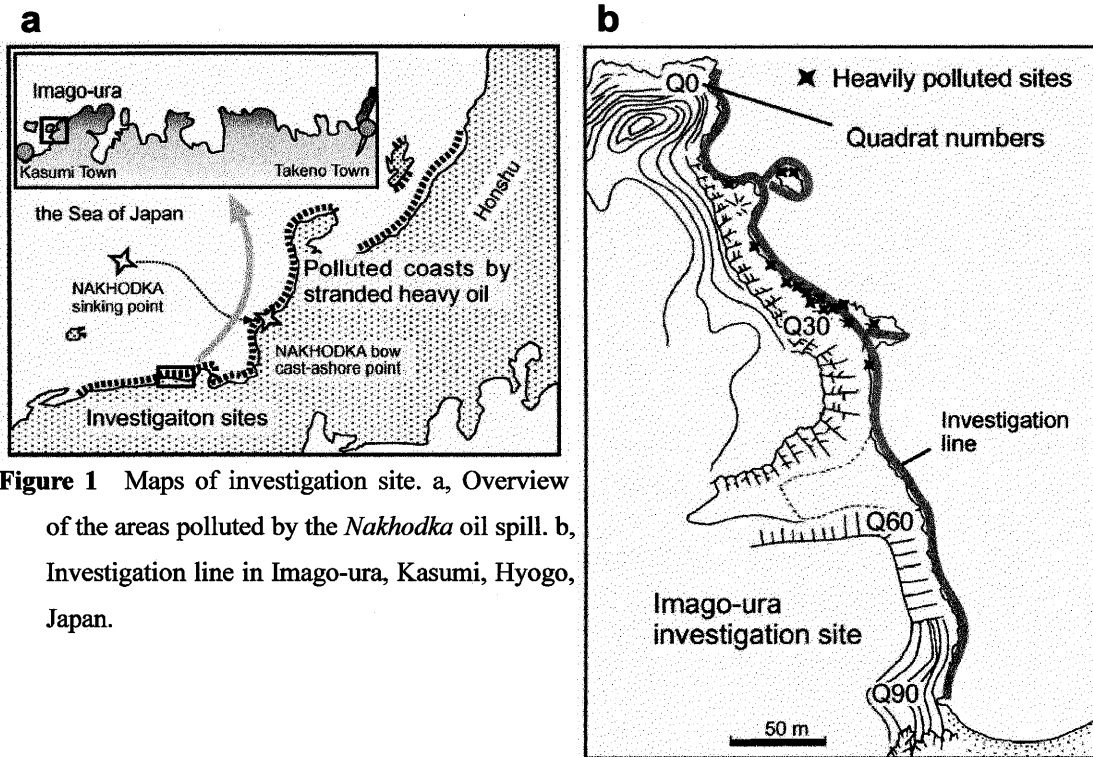 a
Imago-ura
Kasumi Town
Takeno Town
the Sea of Japan
Honshu
NAKHODKA
sinking point
Polluted coasts by
stranded heavy oil
NAKHODKA bow
cast-ashore point
Investigaiton sites
Figure 1 Maps of investigation site. a, Overview
of the areas polluted by the Nakhodka oil spill. b,
Investigation line in Imago-ura, Kasumi, Hyogo,
Japan.
b
Q0
Heavily polluted sites
Quadrat numbers
Q30
Investigation
line
Q60
Imago-ura
investigation site
Q90
50 m